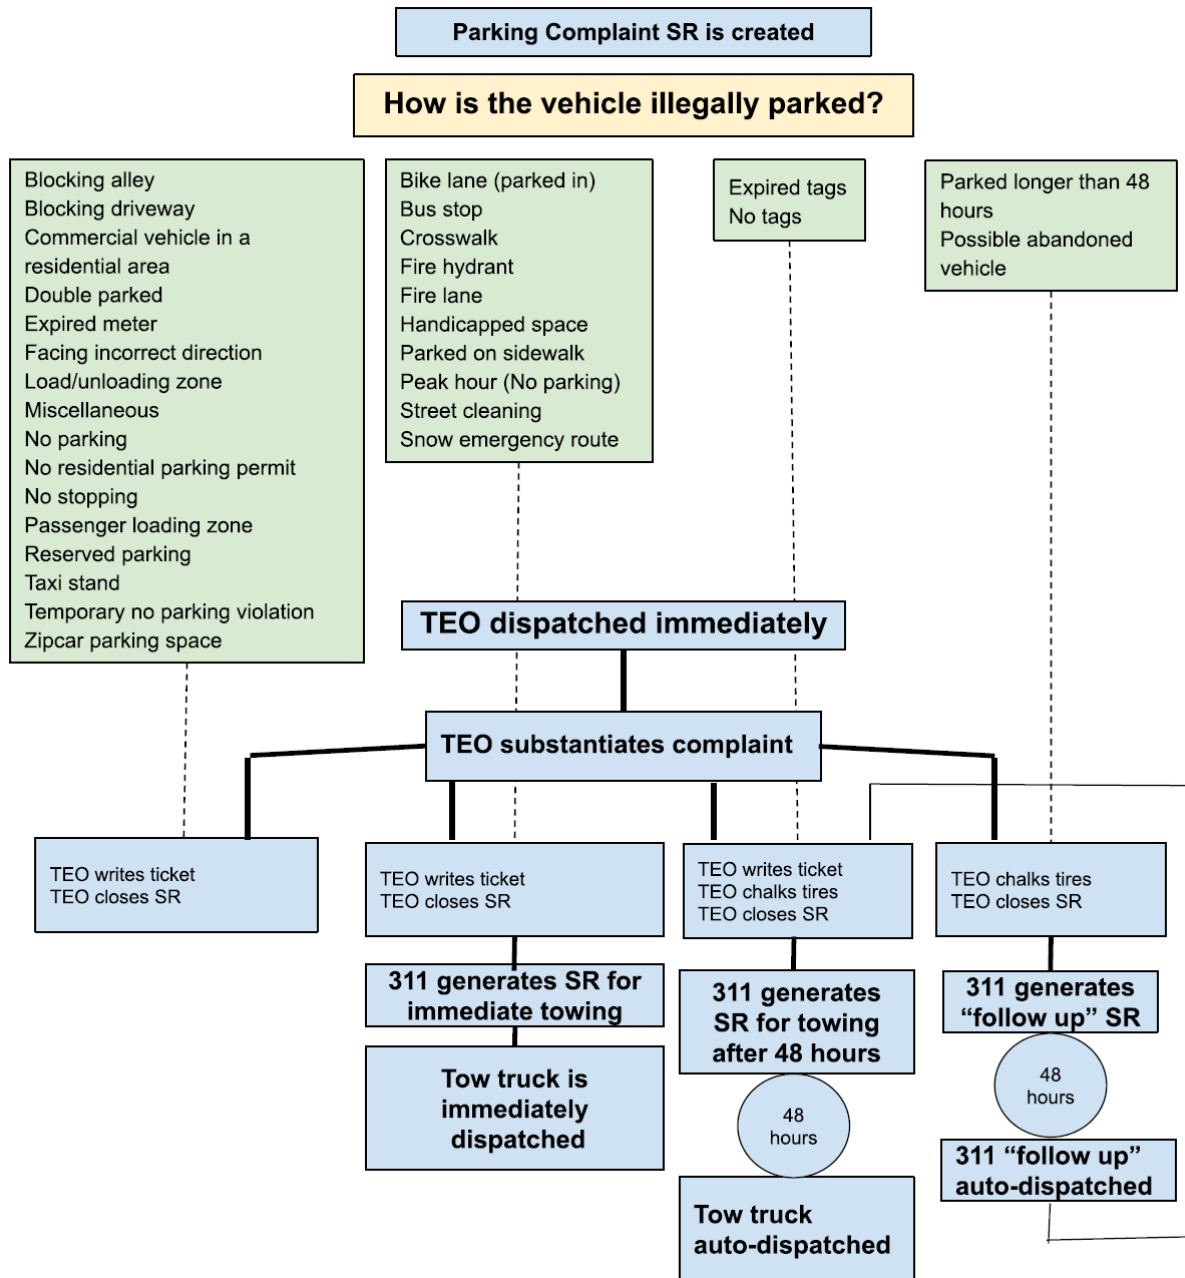 Parking Complaint SR is created
How is the vehicle illegally parked?
Blocking alley
Blocking driveway
Commercial vehicle in a
residential area
Double parked
Expired meter
Facing incorrect direction
Load/unloading zone
Miscellaneous
No parking
No residential parking permit
No stopping
Passenger loading zone
Reserved parking
Taxi stand
Temporary no parking violation
Zipcar parking space
Bike lane (parked in)
Bus stop
Crosswalk
Fire hydrant
Fire lane
Handicapped space
Parked on sidewalk
Peak hour (No parking)
Street cleaning
Snow emergency route
Expired tags
No tags
Parked longer than 48
hours
Possible abandoned
vehicle
TEO dispatched immediately
TEO substantiates complaint
TEO writes ticket
TEO closes SR
TEO writes ticket
TEO closes SR
311 generates SR for
immediate towing
Tow truck is
immediately
dispatched
TEO writes ticket
TEO chalks tires
TEO closes SR
311 generates
SR for towing
after 48 hours
48
hours
Tow truck
auto-dispatched
TEO chalks tires
TEO closes SR
311 generates
“follow up” SR
48
hours
311 “follow up”
auto-dispatched